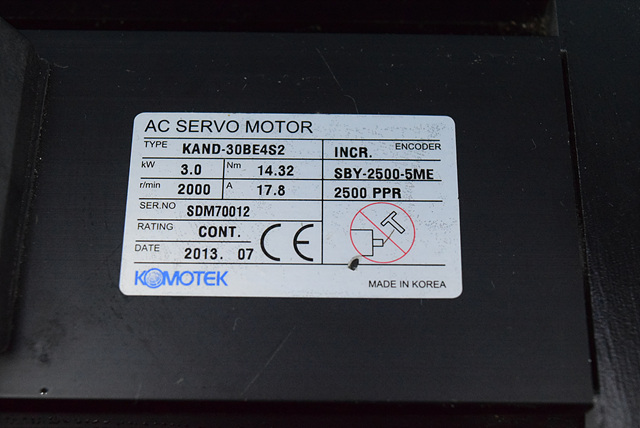 AC SERVO MOTOR
TYPE KAND-30BE4S2
INCR. ENCODER
kW 3.0 Nm 14.32
SBY-2500-5ME
r/min 2000 A 17.8
2500 PPR
SER.NO SDM70012
RATING CONT.
CE
DATE 2013. 07
KOMOTEK
MADE IN KOREA